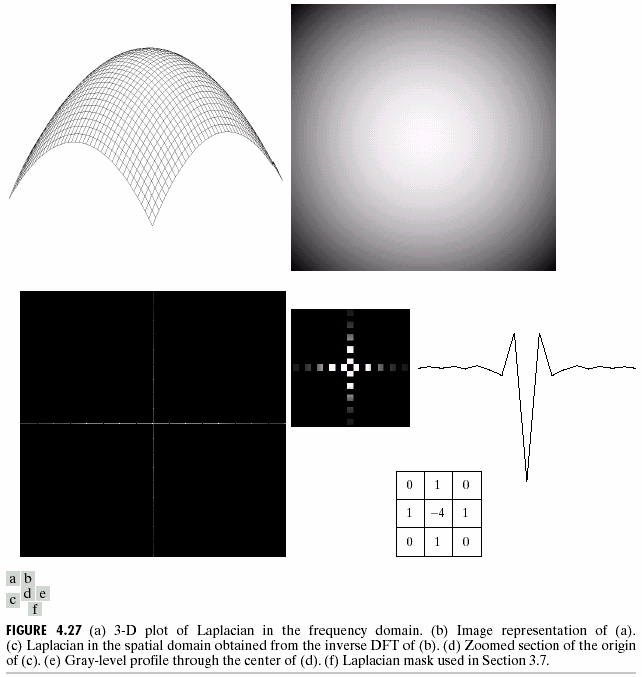 0 1 0
1 −4 1
0 1 0
a b
c d e
f
FIGURE 4.27 (a) 3-D plot of Laplacian in the frequency domain. (b) Image representation of (a).
(c) Laplacian in the spatial domain obtained from the inverse DFT of (b). (d) Zoomed section of the origin
of (c). (e) Gray-level profile through the center of (d). (f) Laplacian mask used in Section 3.7.